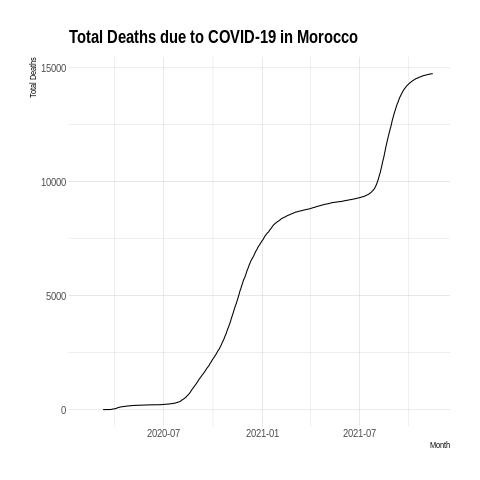 Total Deaths due to COVID-19 in Morocco
Total Deaths
15000
10000
5000
0
2020-07
2021-01
2021-07
Month